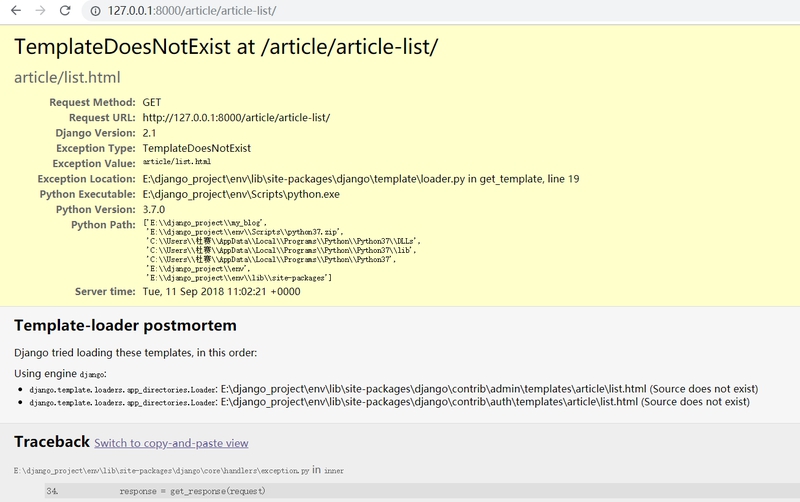 127.0.0.1:8000/article/article-list/
TemplateDoesNotExist at /article/article-list/
article/list.html
Request Method: GET
Request URL: http://127.0.0.1:8000/article/article-list/
Django Version: 2.1
Exception Type: TemplateDoesNotExist
Exception Value: article/list.html
Exception Location: E:\django_project\env\lib\site-packages\django\template\loader.py in get_template, line 19
Python Executable: E:\django_project\env\Scripts\python.exe
Python Version: 3.7.0
Python Path: ['E:\\django_project\\my_blog',
'E:\\django_project\\env\\Scripts\\python37.zip',
'C:\\Users\\杜赛\\AppData\\Local\\Programs\\Python\\Python37\\DLLs',
'C:\\Users\\杜赛\\AppData\\Local\\Programs\\Python\\Python37\\lib',
'C:\\Users\\杜赛\\AppData\\Local\\Programs\\Python\\Python37',
'E:\\django_project\\env',
'E:\\django_project\\env\\lib\\site-packages']
Server time: Tue, 11 Sep 2018 11:02:21 +0000
Template-loader postmortem
Django tried loading these templates, in this order:
Using engine django:
django.template.loaders.app_directories.Loader: E:\django_project\env\lib\site-packages\django\contrib\admin\templates\article\list.html (Source does not exist)
django.template.loaders.app_directories.Loader: E:\django_project\env\lib\site-packages\django\contrib\auth\templates\article\list.html (Source does not exist)
Traceback Switch to copy-and-paste view
E:\django_project\env\lib\site-packages\django\core\handlers\exception.py in inner
34. response = get_response(request)